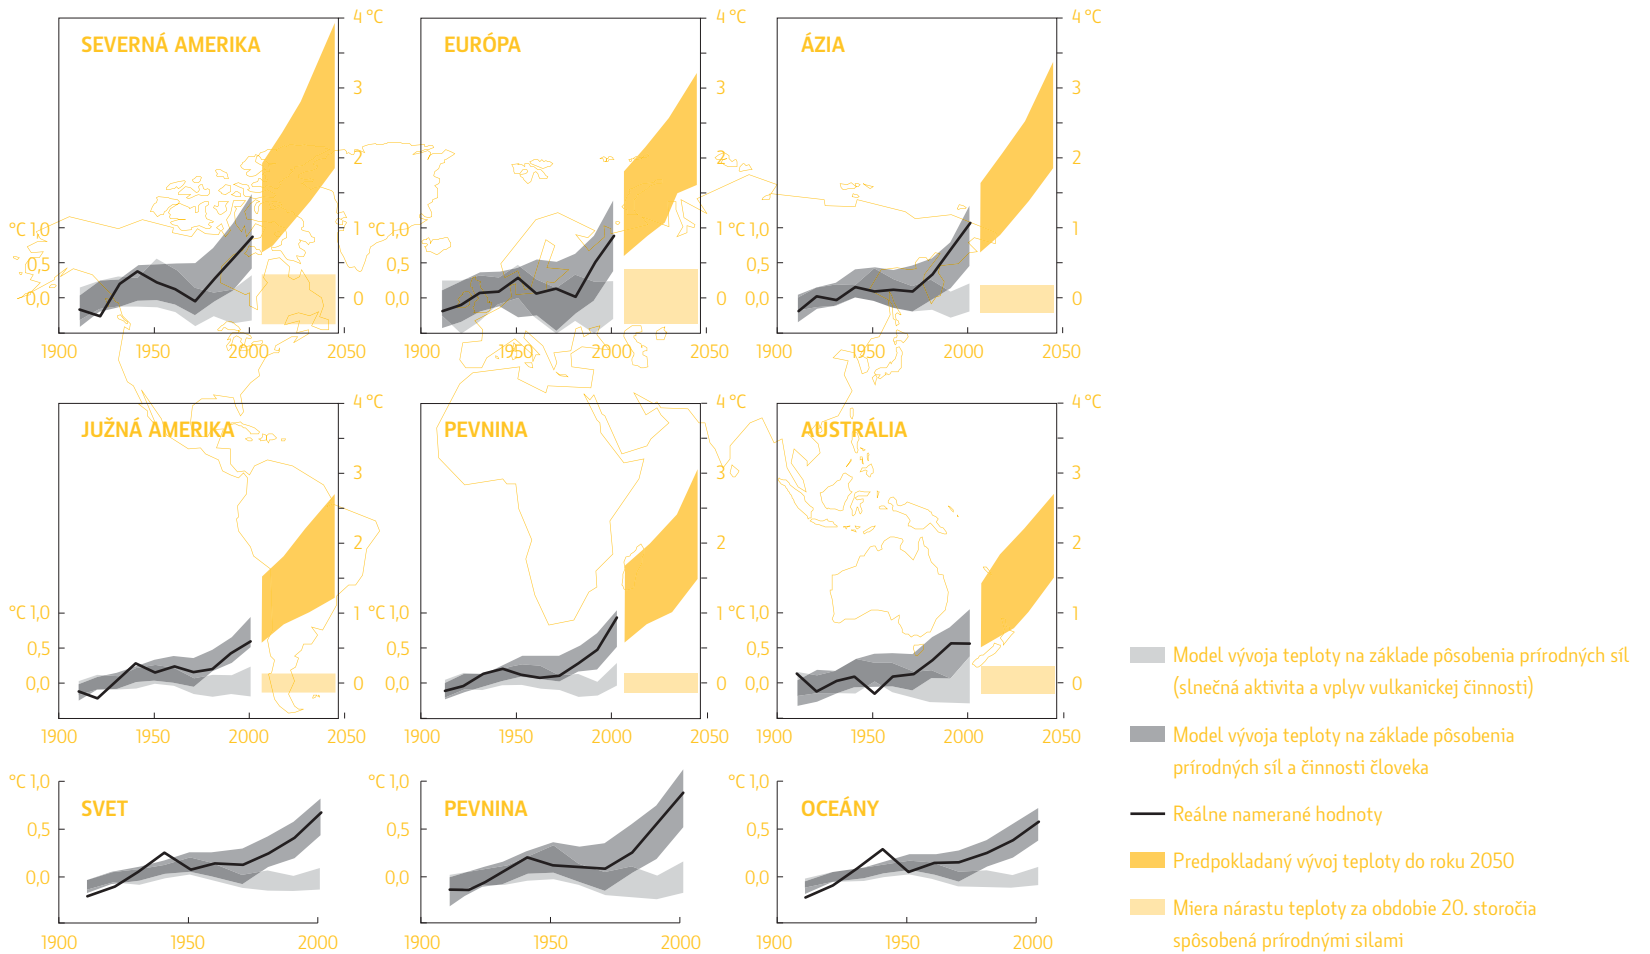 SEVERNÁ AMERIKA
4 °C
3
2
1
0
°C 1,0
0,5
0,0
1900 1950 2000 2050
EURÓPA
4 °C
3
2
1
0
°C 1,0
0,5
0,0
1900 1950 2000 2050
ÁZIA
4 °C
3
2
1
0
°C 1,0
0,5
0,0
1900 1950 2000 2050
JUŽNÁ AMERIKA
4 °C
3
2
1
0
°C 1,0
0,5
0,0
1900 1950 2000 2050
PEVNINA
4 °C
3
2
1
0
°C 1,0
0,5
0,0
1900 1950 2000 2050
AUSTRÁLIA
4 °C
3
2
1
0
°C 1,0
0,5
0,0
1900 1950 2000 2050
SVET
°C 1,0
0,5
0,0
1900 1950 2000
PEVNINA
°C 1,0
0,5
0,0
1900 1950 2000
OCEÁNY
°C 1,0
0,5
0,0
1900 1950 2000
Model vývoja teploty na základe pôsobenia prírodných síl
(slnečná aktivita a vplyv vulkanickej činnosti)
Model vývoja teploty na základe pôsobenia
prírodných síl a činnosti človeka
Reálne namerané hodnoty
Predpokladaný vývoj teploty do roku 2050
Miera nárastu teploty za obdobie 20. storočia
spôsobená prírodnými silami